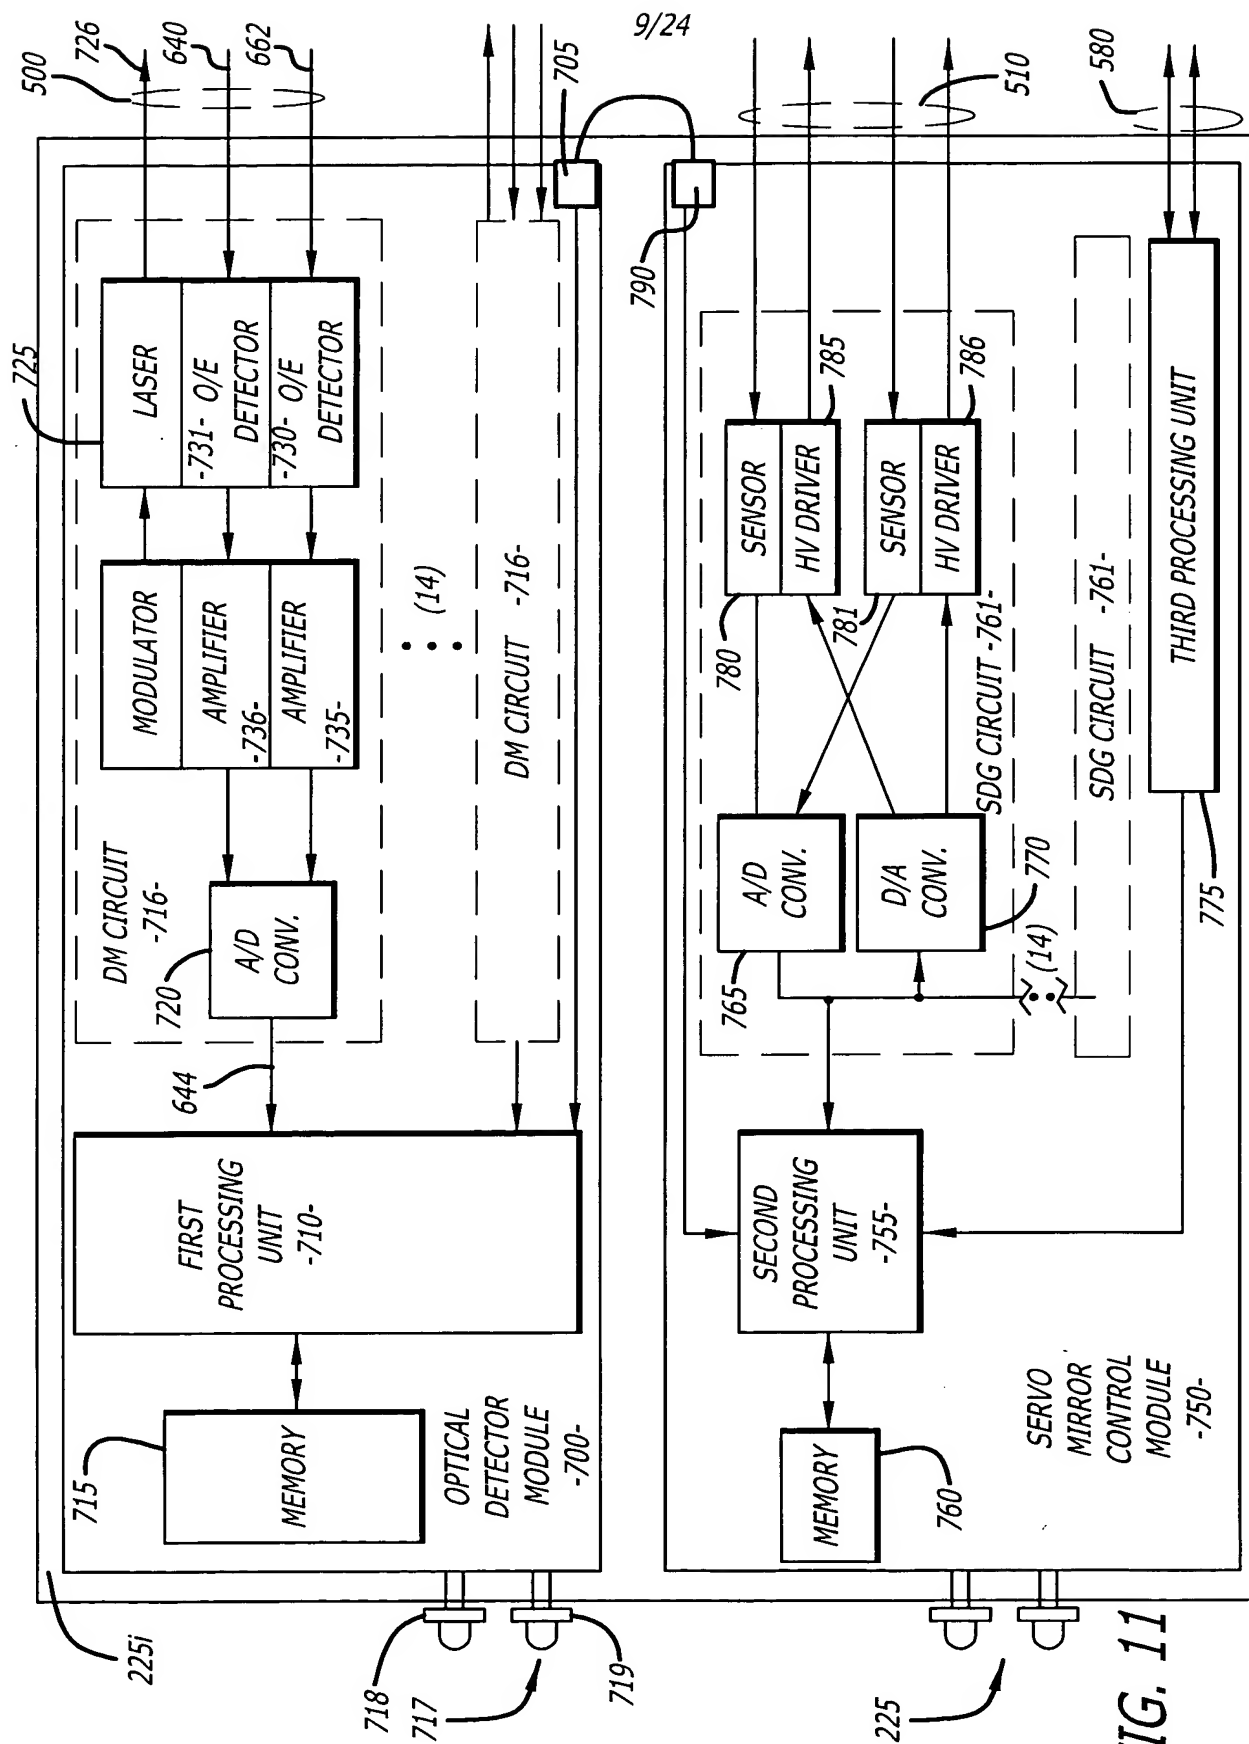 9/24
500
726
640
662
705
725
LASER
-731- O/E
DETECTOR
-730- O/E
DETECTOR
MODULATOR
AMPLIFIER
-736-
AMPLIFIER
-735-
DM CIRCUIT
-716-
720
A/D
CONV.
644
(14)
DM CIRCUIT -716-
FIRST
PROCESSING
UNIT
-710-
715
MEMORY
OPTICAL
DETECTOR
MODULE
-700-
225i
718
717
719
790
510
580
785
786
SENSOR
HV DRIVER
SENSOR
HV DRIVER
780
781
SDG CIRCUIT -761-
A/D
CONV.
765
D/A
CONV.
770
(14)
SDG CIRCUIT -761-
THIRD PROCESSING UNIT
775
SECOND
PROCESSING
UNIT
-755-
MEMORY
760
SERVO
MIRROR
CONTROL
MODULE
-750-
225
FIG. 11